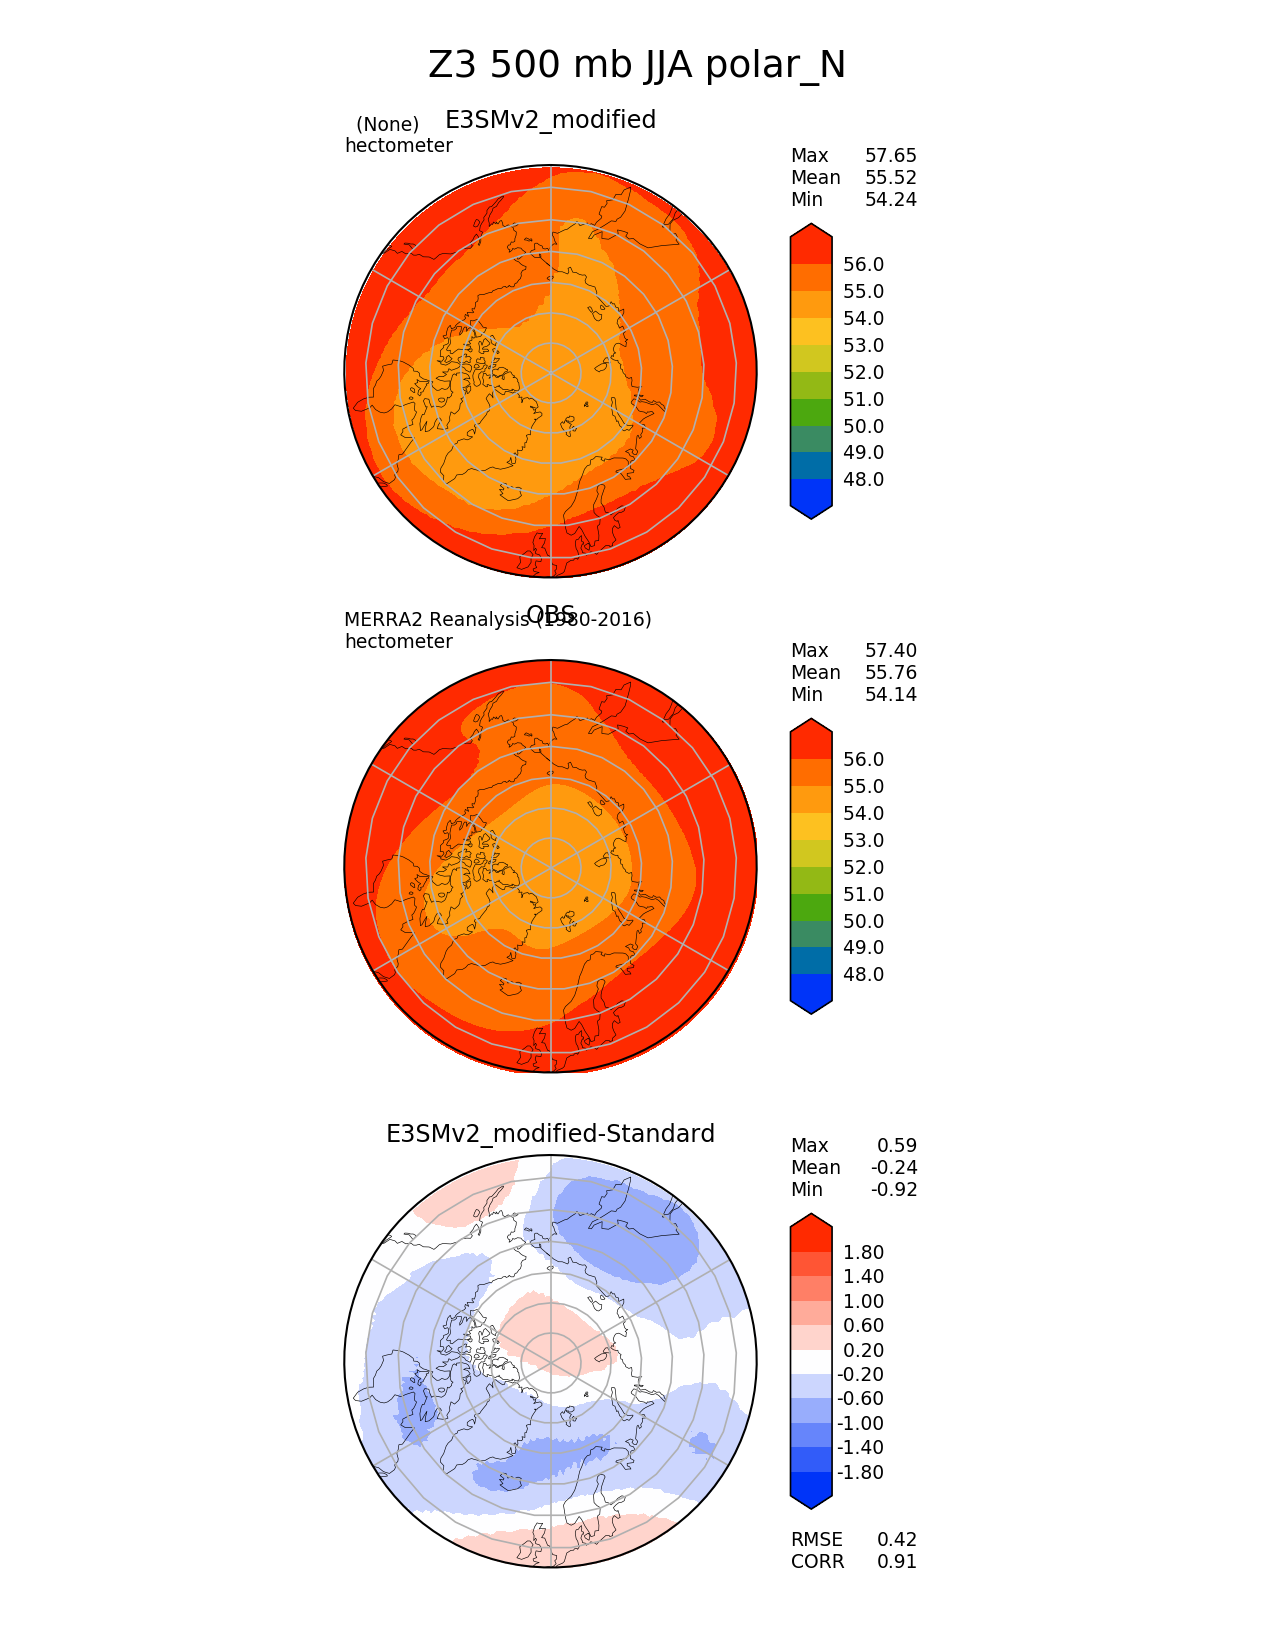 Z3 500 mb JJA polar_N
E3SMv2_modified
(None)
hectometer
Max 57.65
Mean 55.52
Min 54.24
56.0
55.0
54.0
53.0
52.0
51.0
50.0
49.0
48.0
OBS
MERRA2 Reanalysis (1980-2016)
hectometer
Max 57.40
Mean 55.76
Min 54.14
56.0
55.0
54.0
53.0
52.0
51.0
50.0
49.0
48.0
E3SMv2_modified-Standard
Max 0.59
Mean -0.24
Min -0.92
1.80
1.40
1.00
0.60
0.20
-0.20
-0.60
-1.00
-1.40
-1.80
RMSE 0.42
CORR 0.91